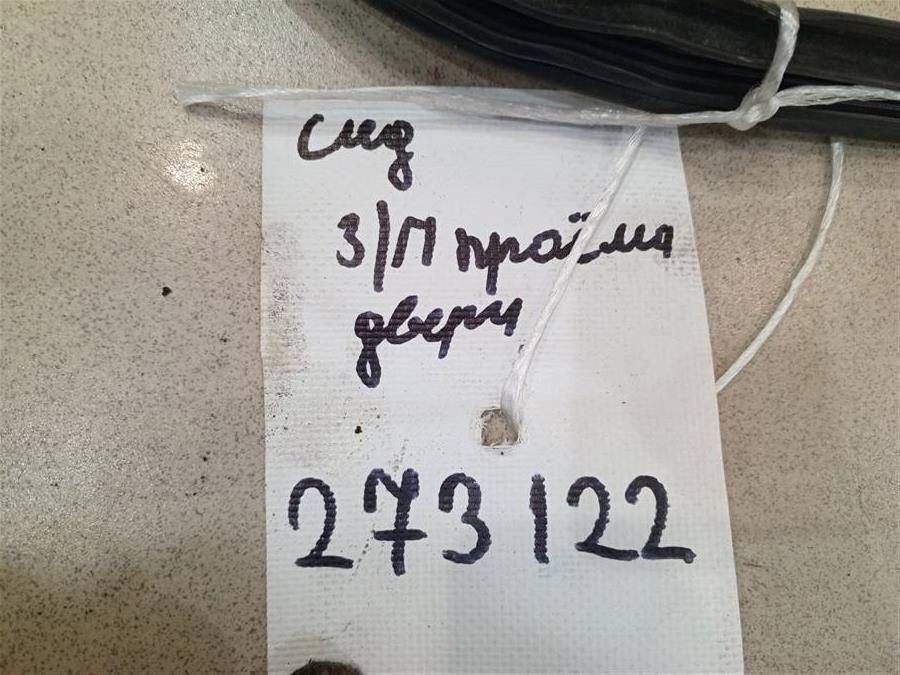 Сид
З/П проёма
двери
273122